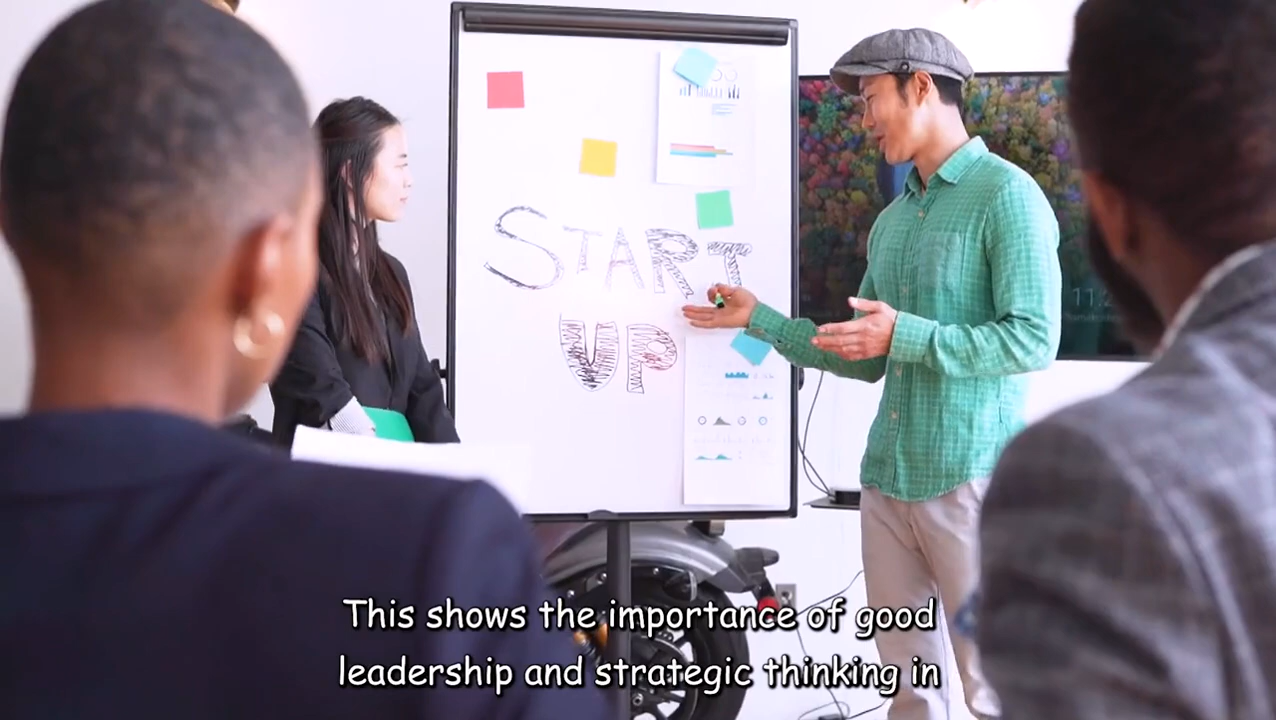 START
UP
This shows the importance of good
leadership and strategic thinking in